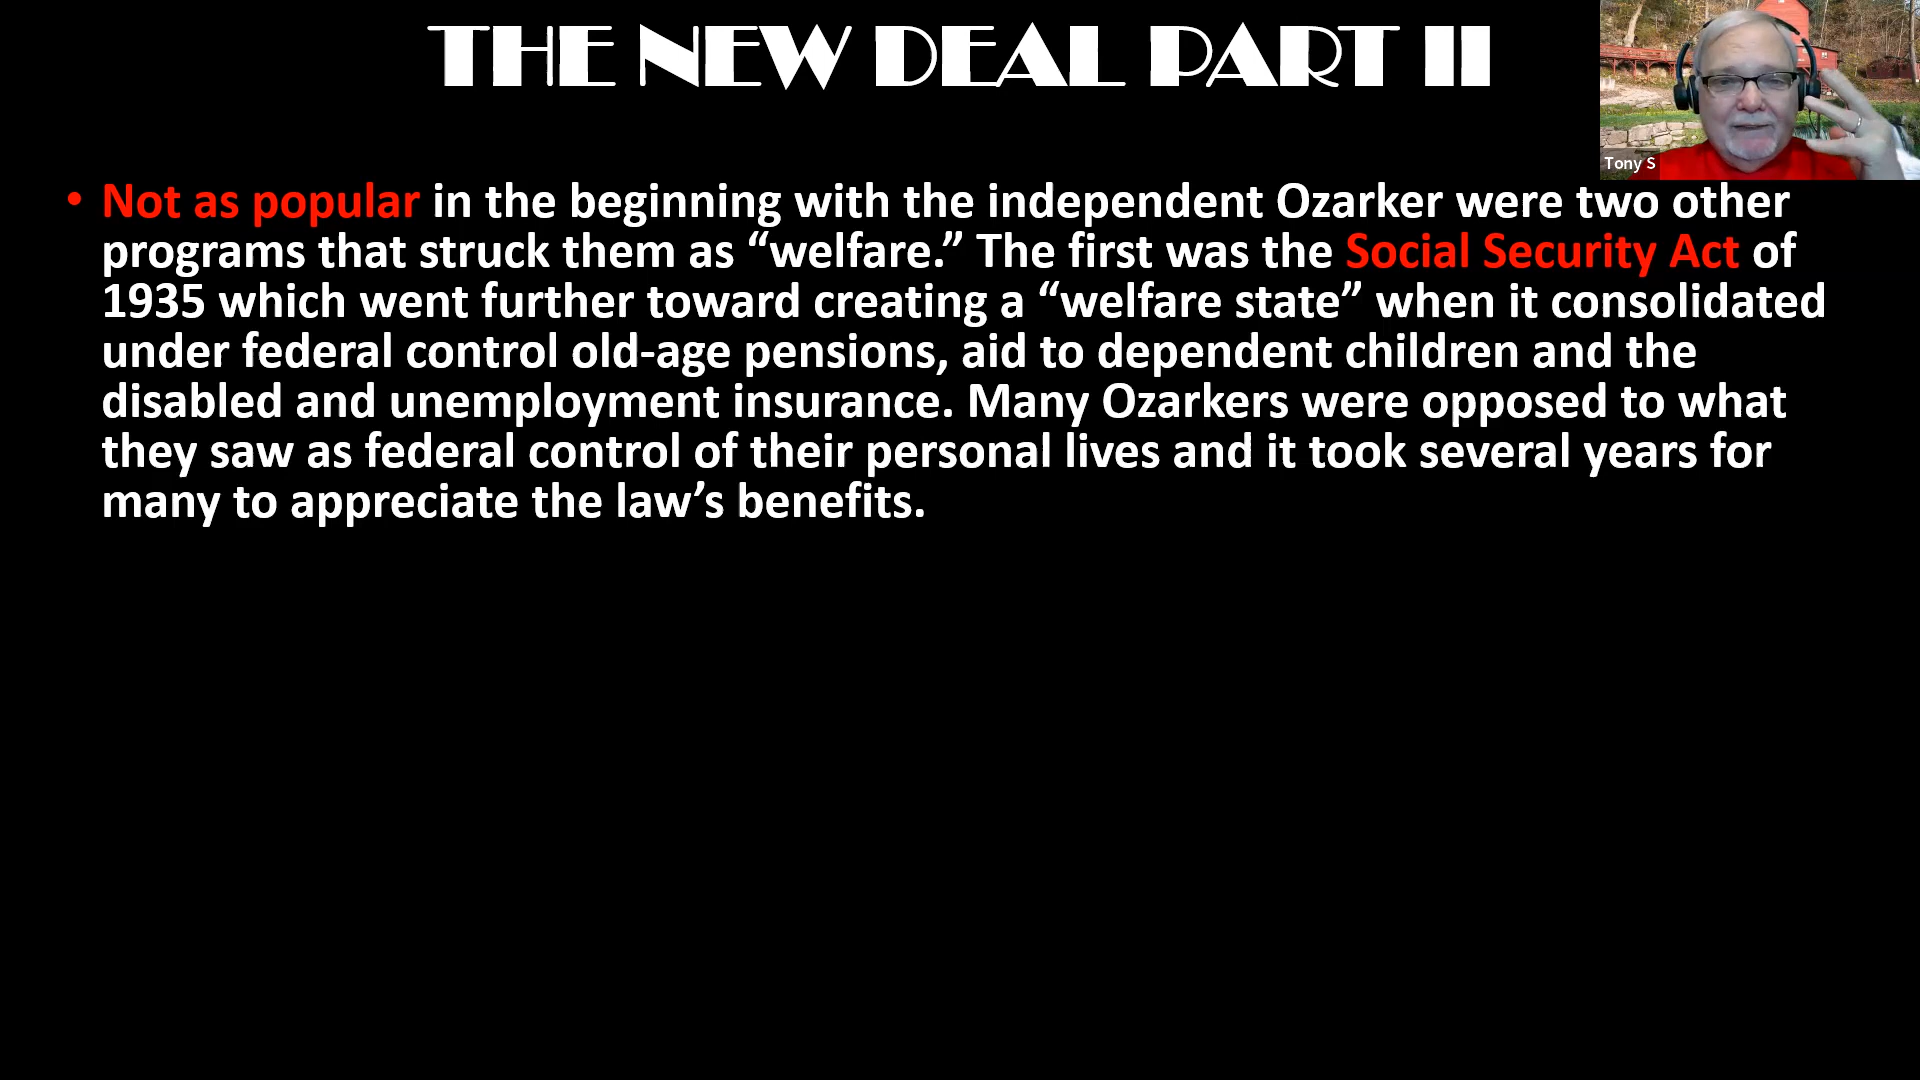 THE NEW DEAL PART II
Tony S
• Not as popular in the beginning with the independent Ozarker were two other
programs that struck them as “welfare.” The first was the Social Security Act of
1935 which went further toward creating a “welfare state” when it consolidated
under federal control old-age pensions, aid to dependent children and the
disabled and unemployment insurance. Many Ozarkers were opposed to what
they saw as federal control of their personal lives and it took several years for
many to appreciate the law’s benefits.